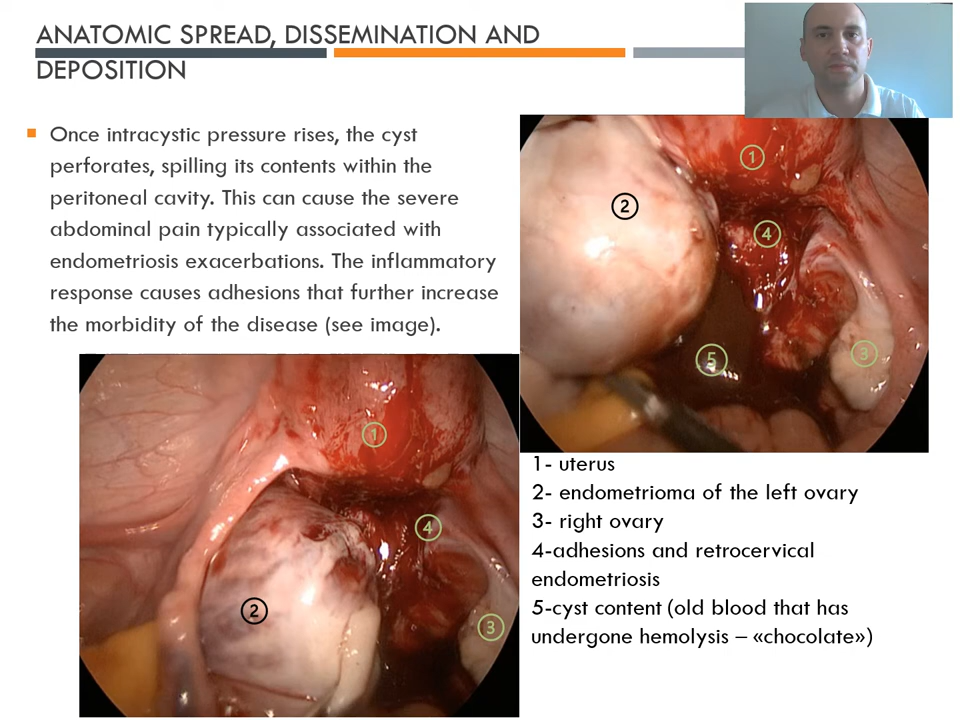 ANATOMIC SPREAD, DISSEMINATION AND
DEPOSITION
Once intracystic pressure rises, the cyst
perforates, spilling its contents within the
peritoneal cavity. This can cause the severe
abdominal pain typically associated with
endometriosis exacerbations. The inflammatory
response causes adhesions that further increase
the morbidity of the disease (see image).
1
2
4
3
5
1
4
2
3
1- uterus
2- endometrioma of the left ovary
3- right ovary
4-adhesions and retrocervical
endometriosis
5-cyst content (old blood that has
undergone hemolysis – «chocolate»)